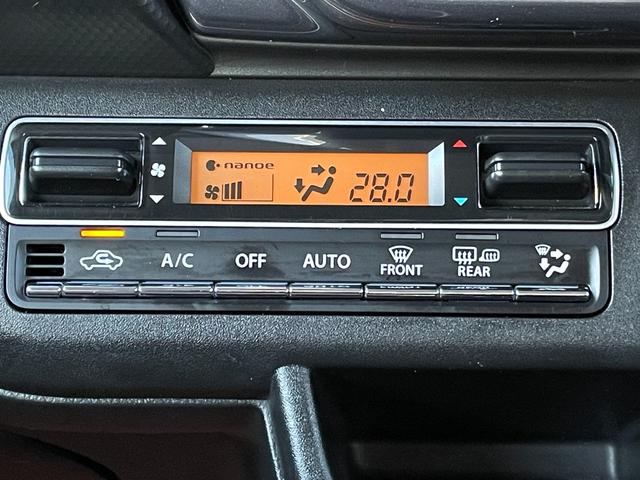 nanoe
28.0
A/C OFF AUTO FRONT REAR